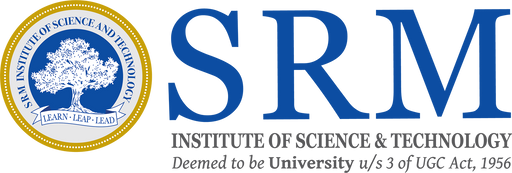 SRM INSTITUTE OF SCIENCE AND TECHNOLOGY
LEARN · LEAP · LEAD
SRM
INSTITUTE OF SCIENCE & TECHNOLOGY
Deemed to be University u/s 3 of UGC Act, 1956